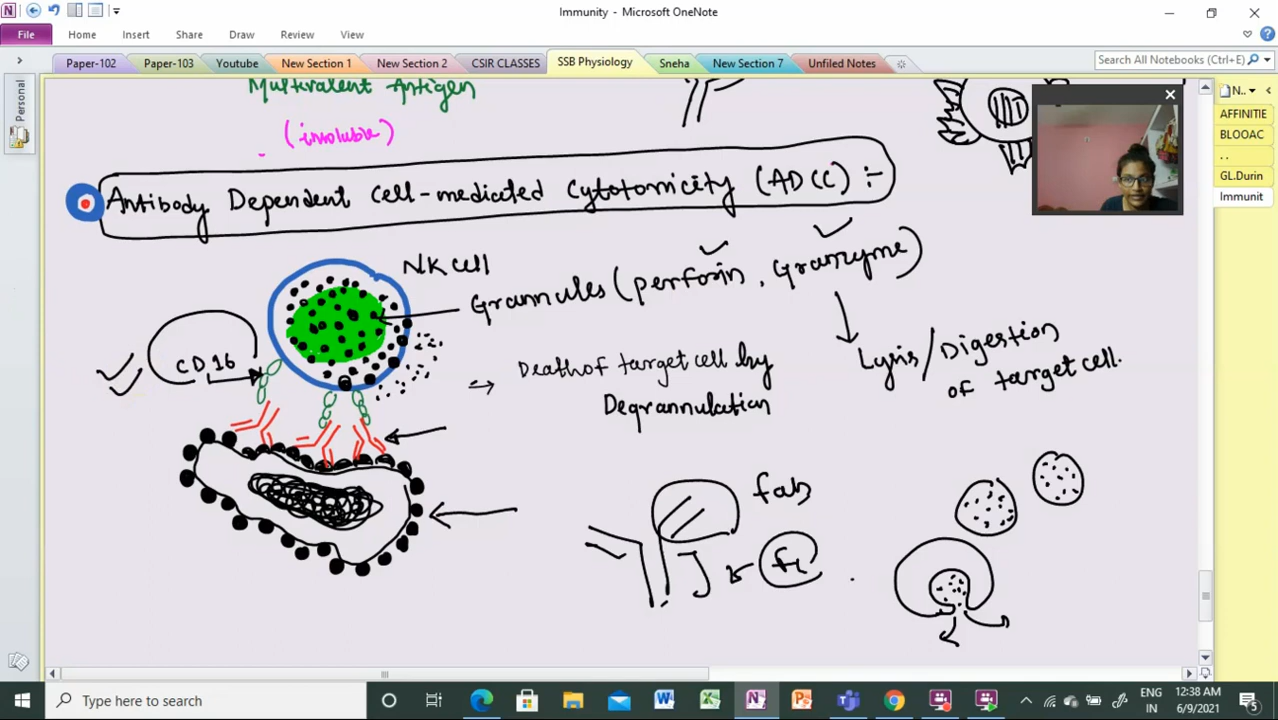 Immunity - Microsoft OneNote
File Home Insert Share Draw Review View
Paper-102 Paper-103 Youtube New Section 1 New Section 2 CSIR CLASSES SSB Physiology Sneha New Section 7 Unfiled Notes
Search All Notebooks (Ctrl+E)
Personal
N..
AFFINITIE
BLOOAC
. .
GL.Durin
Immunit
Multivalent Antigen
(insoluble)
Antibody Dependent Cell-mediated Cytotoxicity (ADCC) :-
NK cell
Grannules (perforin, Granzyme)
CD16
Lysis/Digestion
of target cell.
Death of target cell by
Degrannulation
fab
fc
Type here to search
ENG
IN
12:38 AM
6/9/2021
5